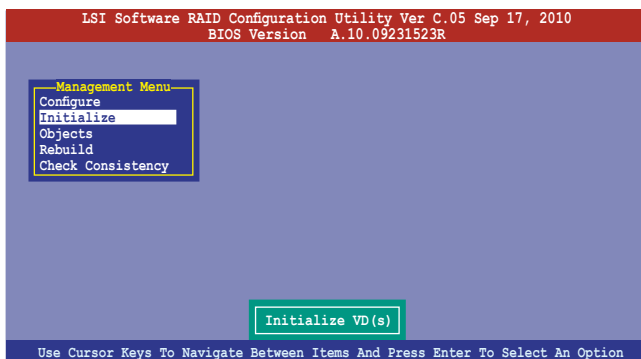 LSI Software RAID Configuration Utility Ver C.05 Sep 17, 2010
BIOS Version A.10.09231523R
Management Menu
Configure
Initialize
Objects
Rebuild
Check Consistency
Initialize VD(s)
Use Cursor Keys To Navigate Between Items And Press Enter To Select An Option